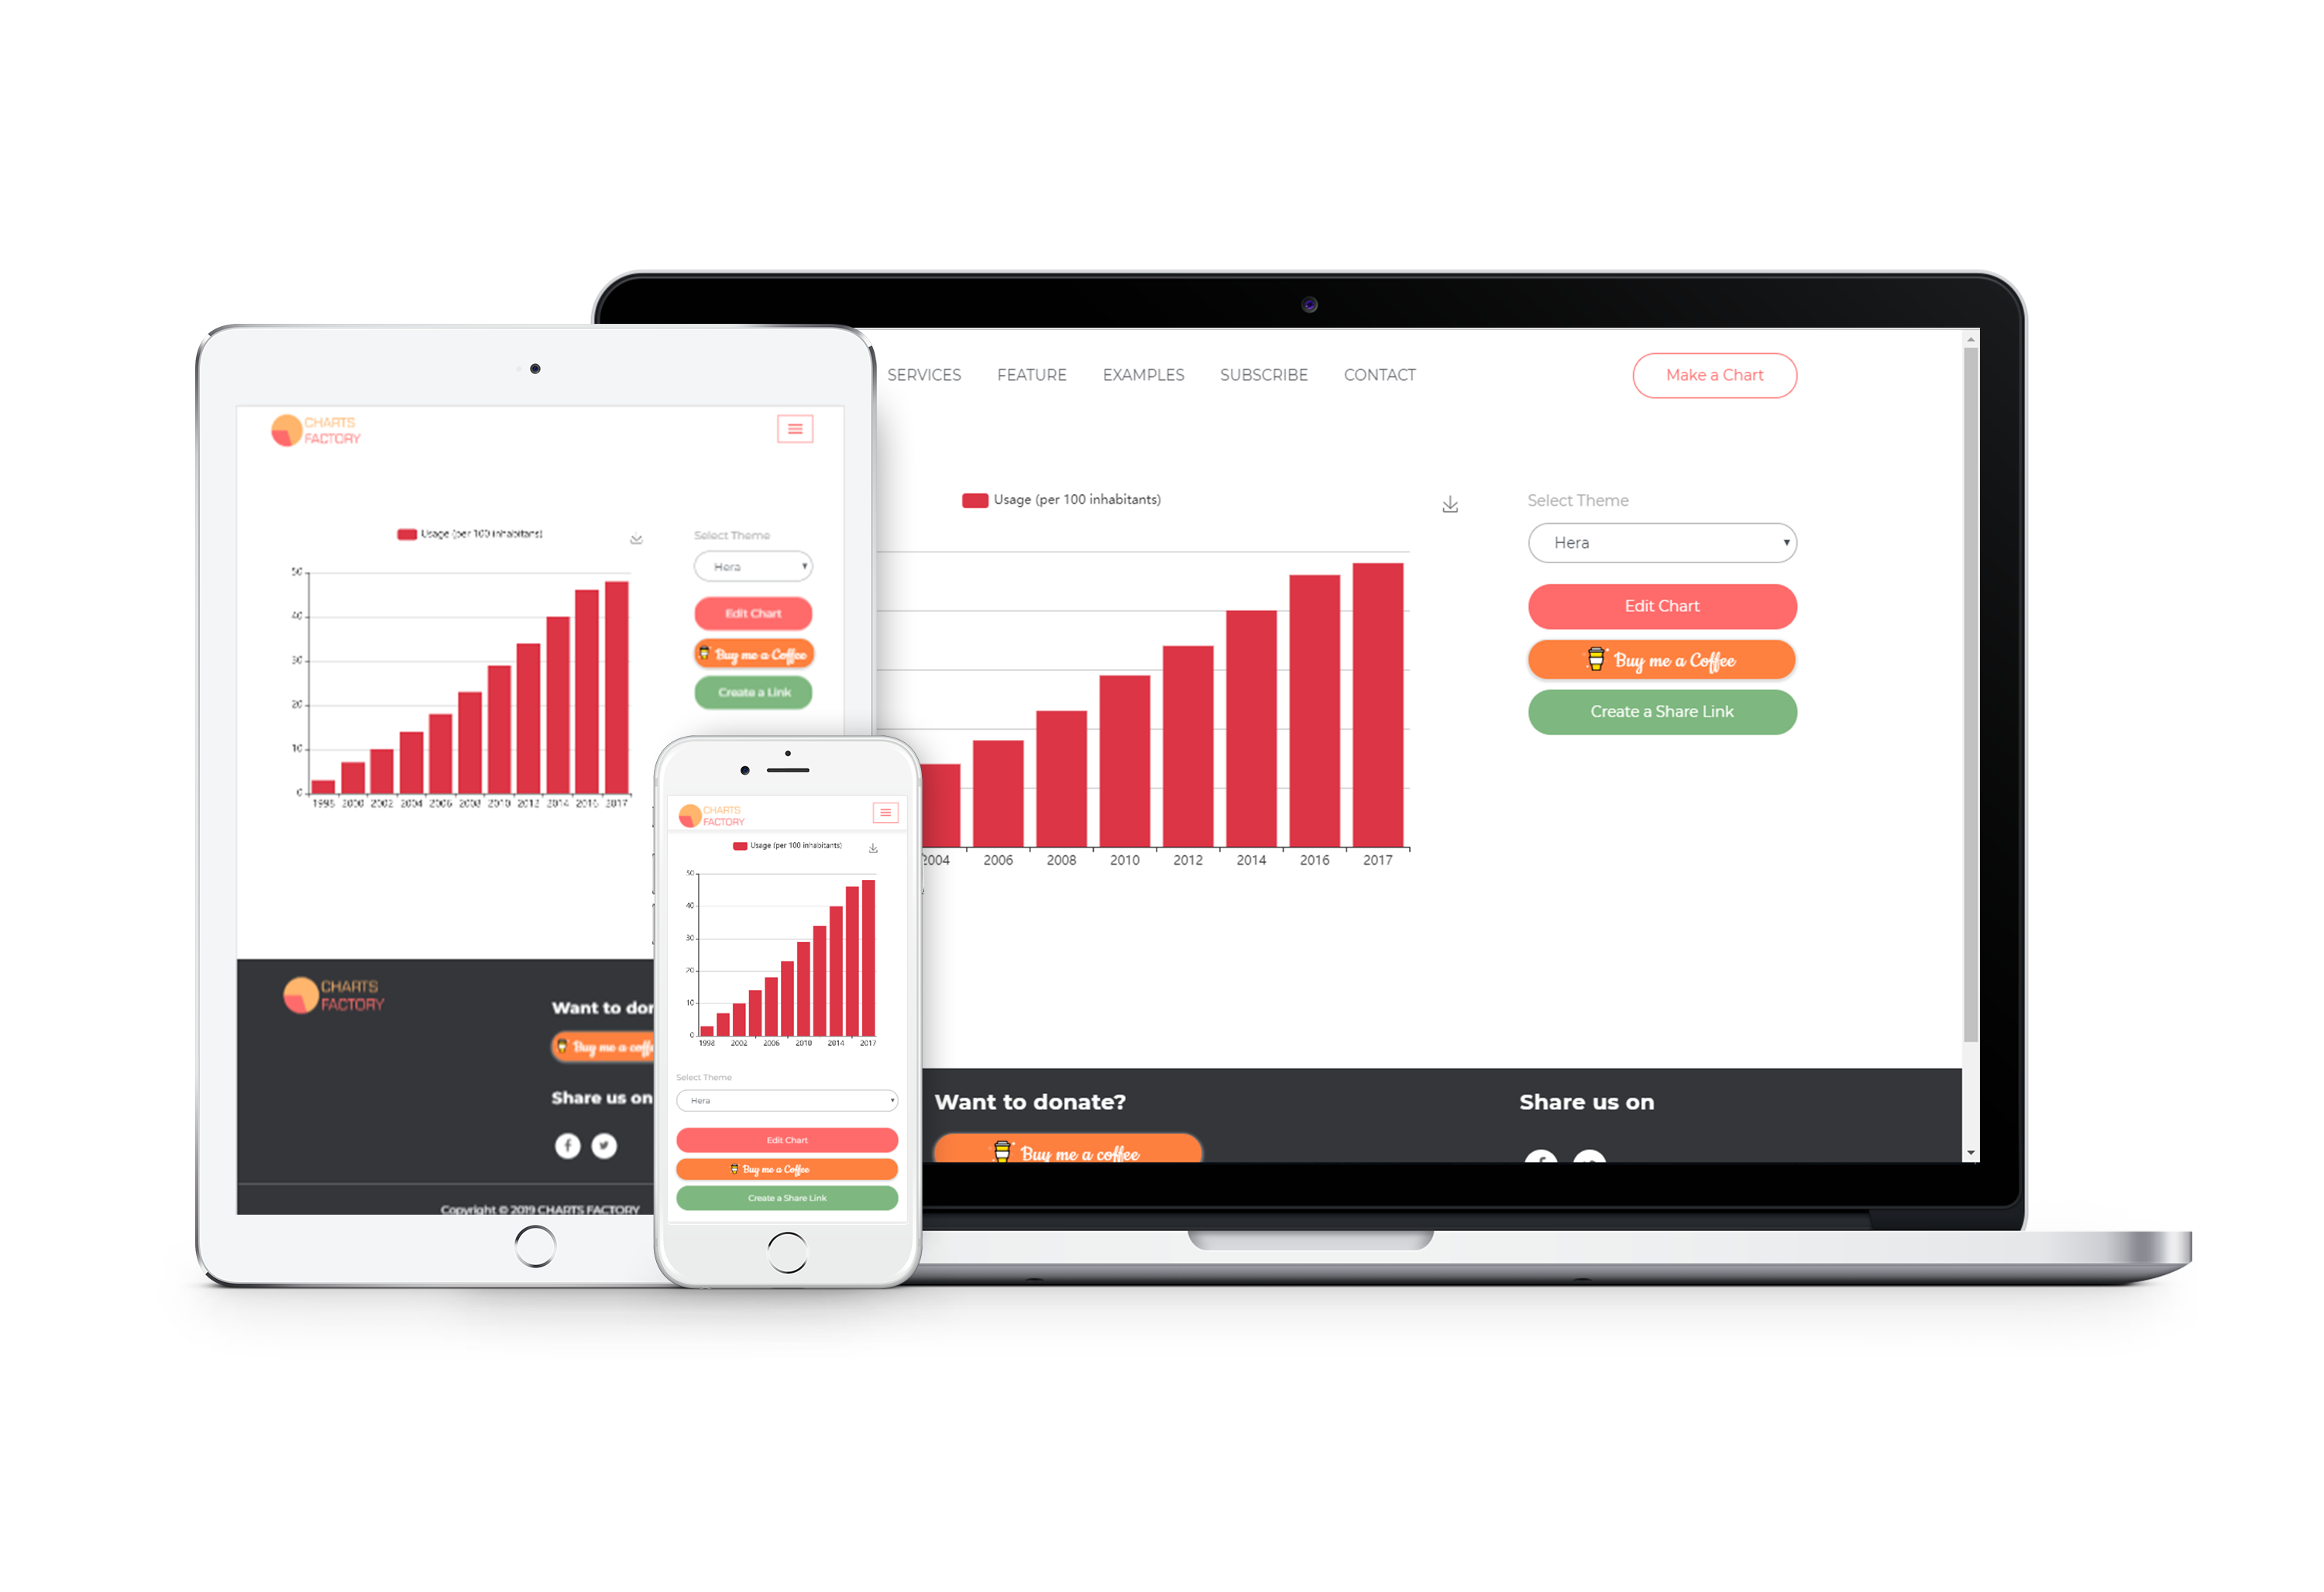 CHARTS
FACTORY
Usage (per 100 inhabitans)
50
40
30
20
10
0
1998 2000 2002 2004 2006 2008 2010 2012 2014 2016 2017
Select Theme
Hera
Edit Chart
Buy me a Coffee
Create a Link
CHARTS
FACTORY
Want to don
Buy me a coffe
Share us on
Copyright © 2019 CHARTS FACTORY
CHARTS
FACTORY
Usage (per 100 inhabitants)
50
40
30
20
10
0
1998 2002 2006 2010 2014 2017
Select Theme
Hera
Edit Chart
Buy me a Coffee
Create a Share Link
SERVICES FEATURE EXAMPLES SUBSCRIBE CONTACT Make a Chart
Usage (per 100 inhabitants)
2004 2006 2008 2010 2012 2014 2016 2017
Select Theme
Hera
Edit Chart
Buy me a Coffee
Create a Share Link
Want to donate?
Buy me a coffee
Share us on